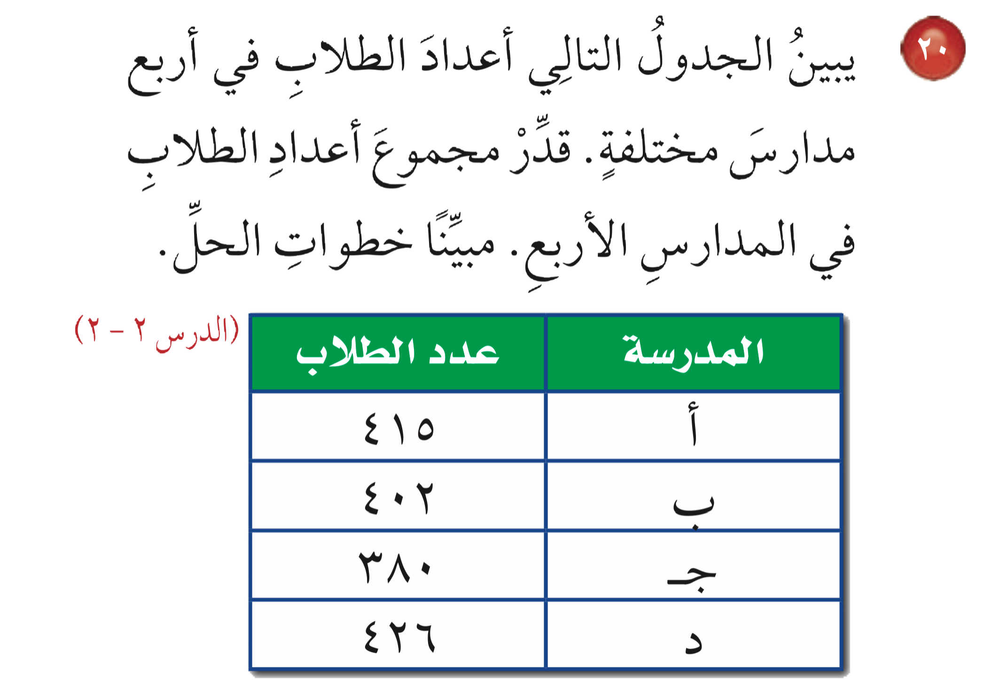 ٢٠
يبينُ الجدولُ التالِي أعدادَ الطلابِ في أربع
مدارسَ مختلفةٍ. قدِّرْ مجموعَ أعدادِ الطلابِ
في المدارسِ الأربعِ. مبيِّنًا خطواتِ الحلِّ.
(الدرس ٢ – ٢)
المدرسة عدد الطلاب
أ ٤١٥
ب ٤٠٢
جـ ٣٨٠
د ٤٢٦